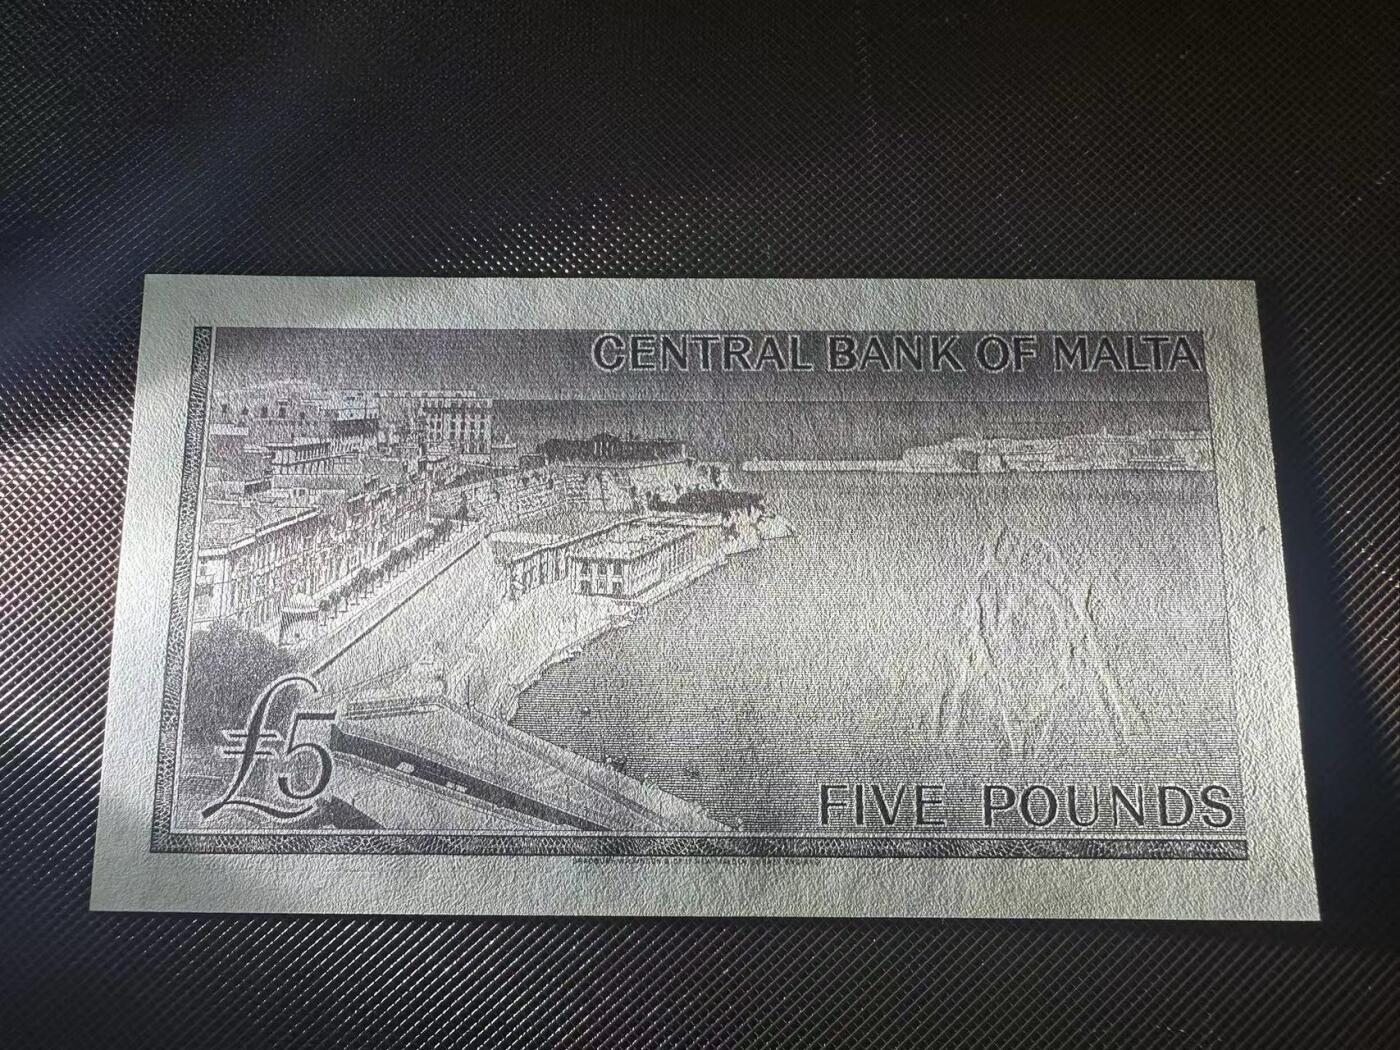 CENTRAL BANK OF MALTA
£5
FIVE POUNDS